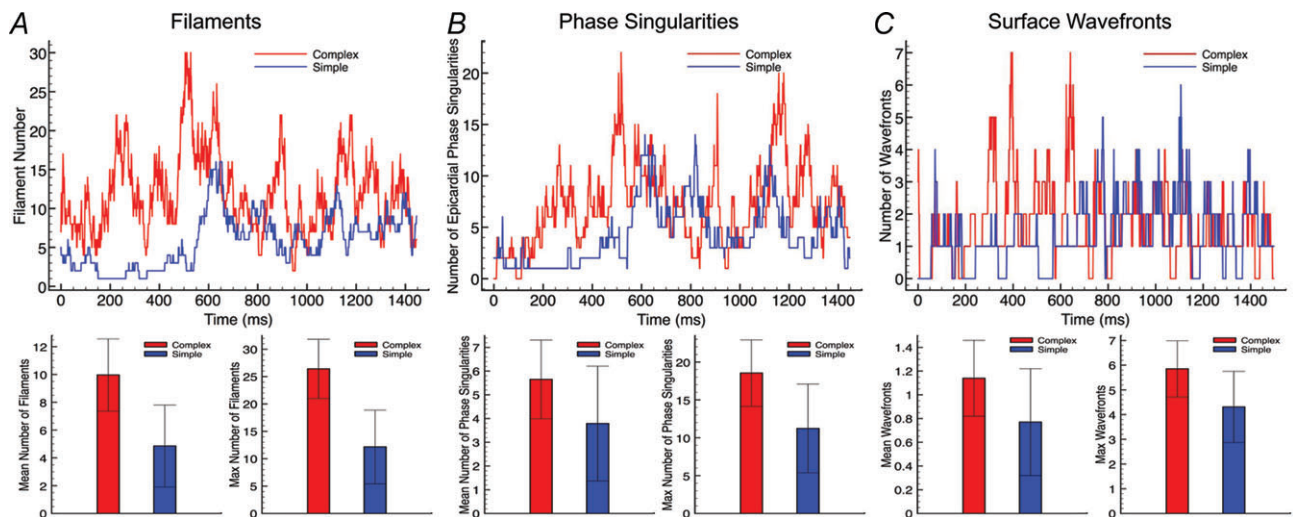 A Filaments
Filament Number
30
25
20
15
10
5
0
Complex
Simple
0 200 400 600 800 1000 1200 1400
Time (ms)
B Phase Singularities
Number of Epicardia Phase Singularities
20
15
10
5
0
Complex
Simple
0 200 400 600 800 1000 1200 1400
Time (ms)
C Surface Wavefronts
Number of Wavefronts
7
6
5
4
3
2
1
0
Complex
Simple
0 200 400 600 800 1000 1200 1400
Time (ms)
Mean Number of Filaments
12
10
8
6
4
2
0
Complex
Simple
Max Number of Filaments
30
25
20
15
10
5
0
Complex
Simple
Mean Number of Phase Singularities
7
6
5
4
3
2
1
0
Complex
Simple
Max Number of Phase Singularities
25
20
15
10
5
0
Complex
Simple
Mean Wavefronts
1.4
1.2
1
0.8
0.6
0.4
0.2
0
Complex
Simple
Max Wavefronts
7
6
5
4
3
2
1
0
Complex
Simple